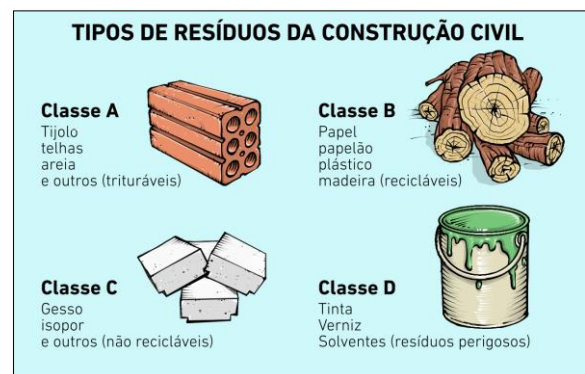 TIPOS DE RESÍDUOS DA CONSTRUÇÃO CIVIL
Classe A
Tijolo
telhas
areia
e outros (trituráveis)
Classe B
Papel
papelão
plástico
madeira (recicláveis)
Classe C
Gesso
isopor
e outros (não recicláveis)
Classe D
Tinta
Verniz
Solventes (resíduos perigosos)